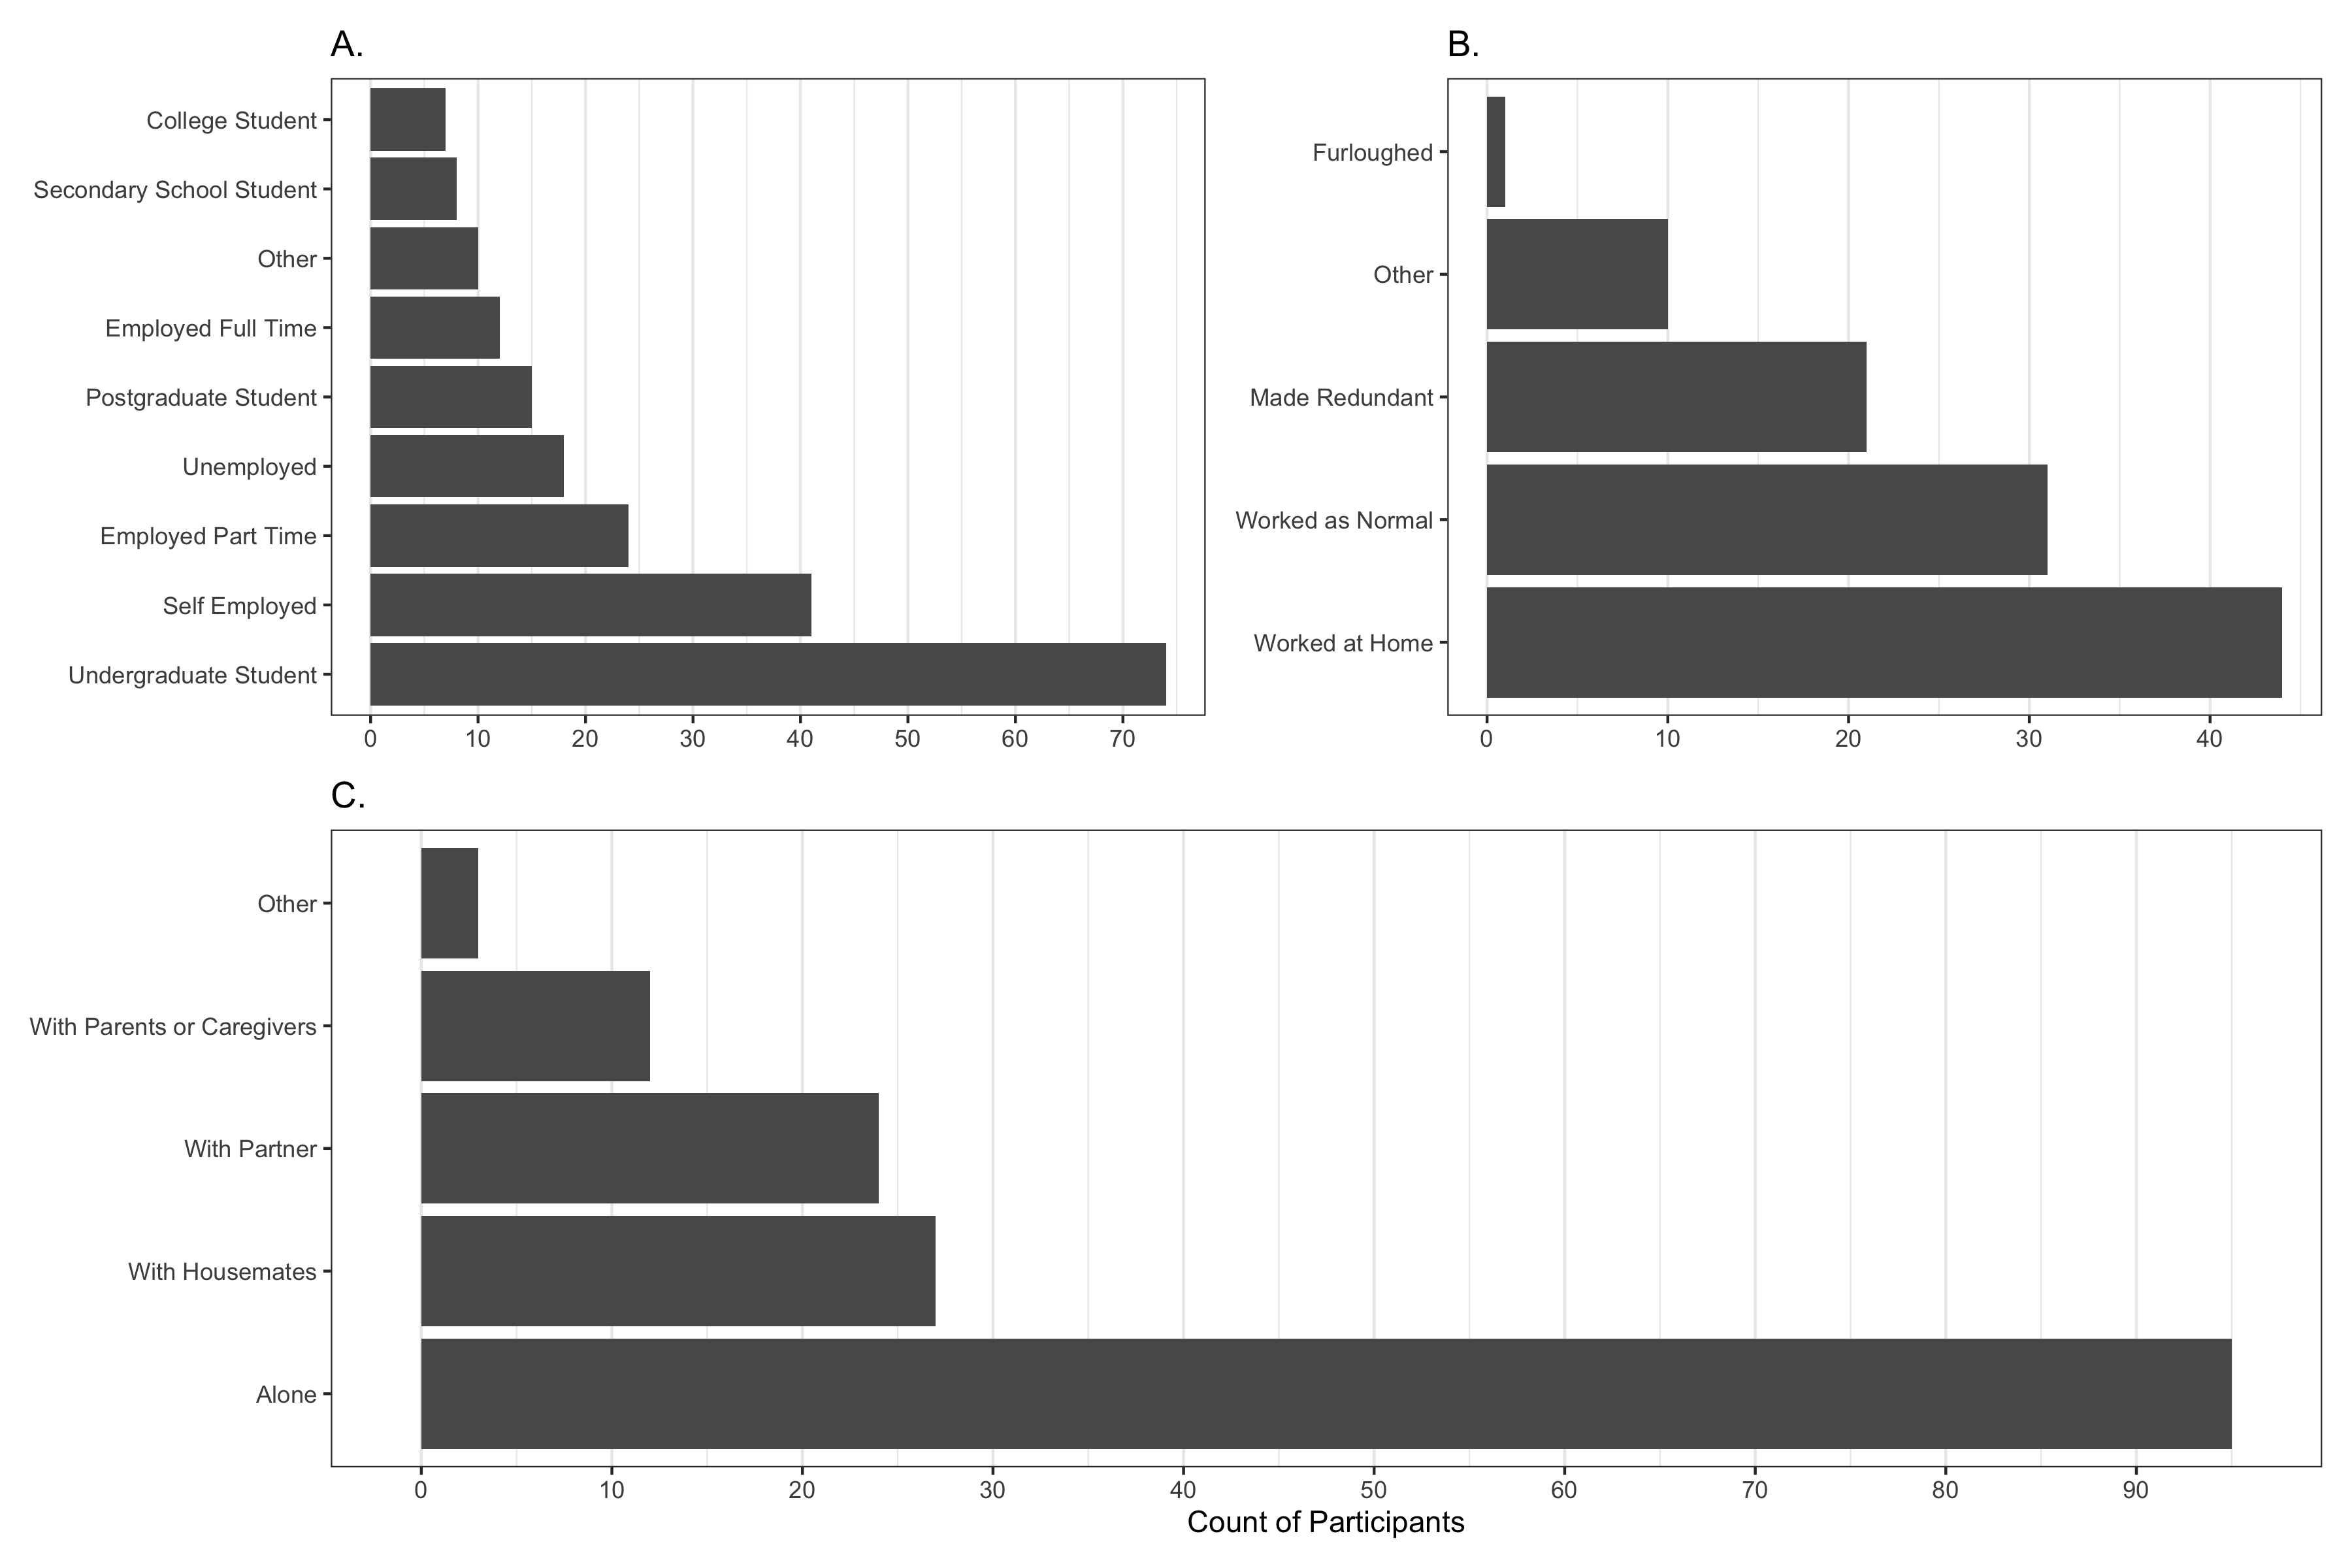 A.
College Student
Secondary School Student
Other
Employed Full Time
Postgraduate Student
Unemployed
Employed Part Time
Self Employed
Undergraduate Student
0 10 20 30 40 50 60 70
B.
Furloughed
Other
Made Redundant
Worked as Normal
Worked at Home
0 10 20 30 40
C.
Other
With Parents or Caregivers
With Partner
With Housemates
Alone
0 10 20 30 40 50 60 70 80 90
Count of Participants